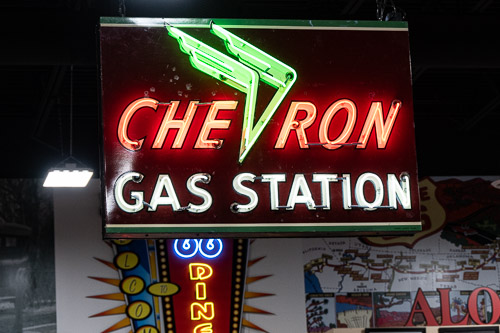 CHEVRON
GAS STATION
66
DINE
ALO